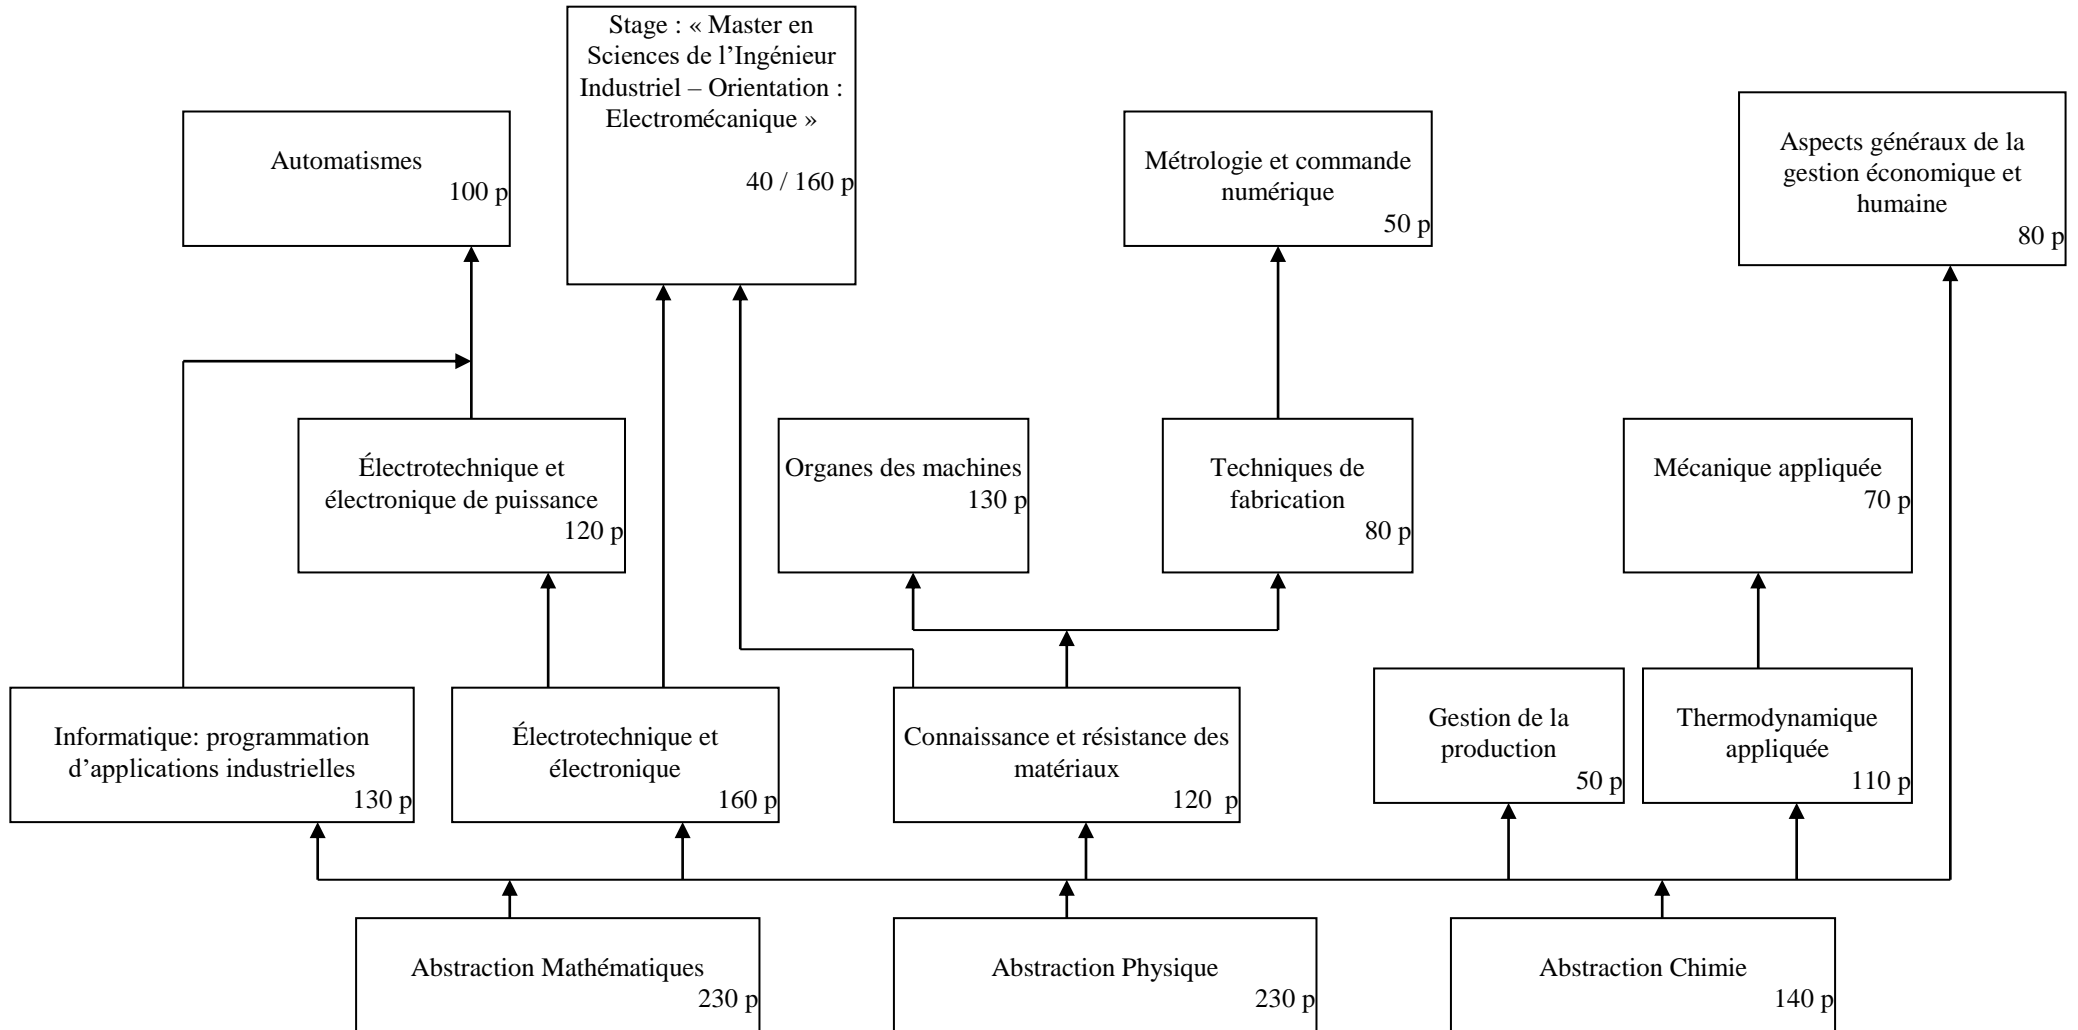 Stage : « Master en
Sciences de l’Ingénieur
Industriel – Orientation :
Electromécanique »
40 / 160 p
Automatismes
100 p
Métrologie et commande
numérique
50 p
Aspects généraux de la
gestion économique et
humaine
80 p
Électrotechnique et
électronique de puissance
120 p
Organes des machines
130 p
Techniques de
fabrication
80 p
Mécanique appliquée
70 p
Informatique: programmation
d’applications industrielles
130 p
Électrotechnique et
électronique
160 p
Connaissance et résistance des
matériaux
120 p
Gestion de la
production
50 p
Thermodynamique
appliquée
110 p
Abstraction Mathématiques
230 p
Abstraction Physique
230 p
Abstraction Chimie
140 p